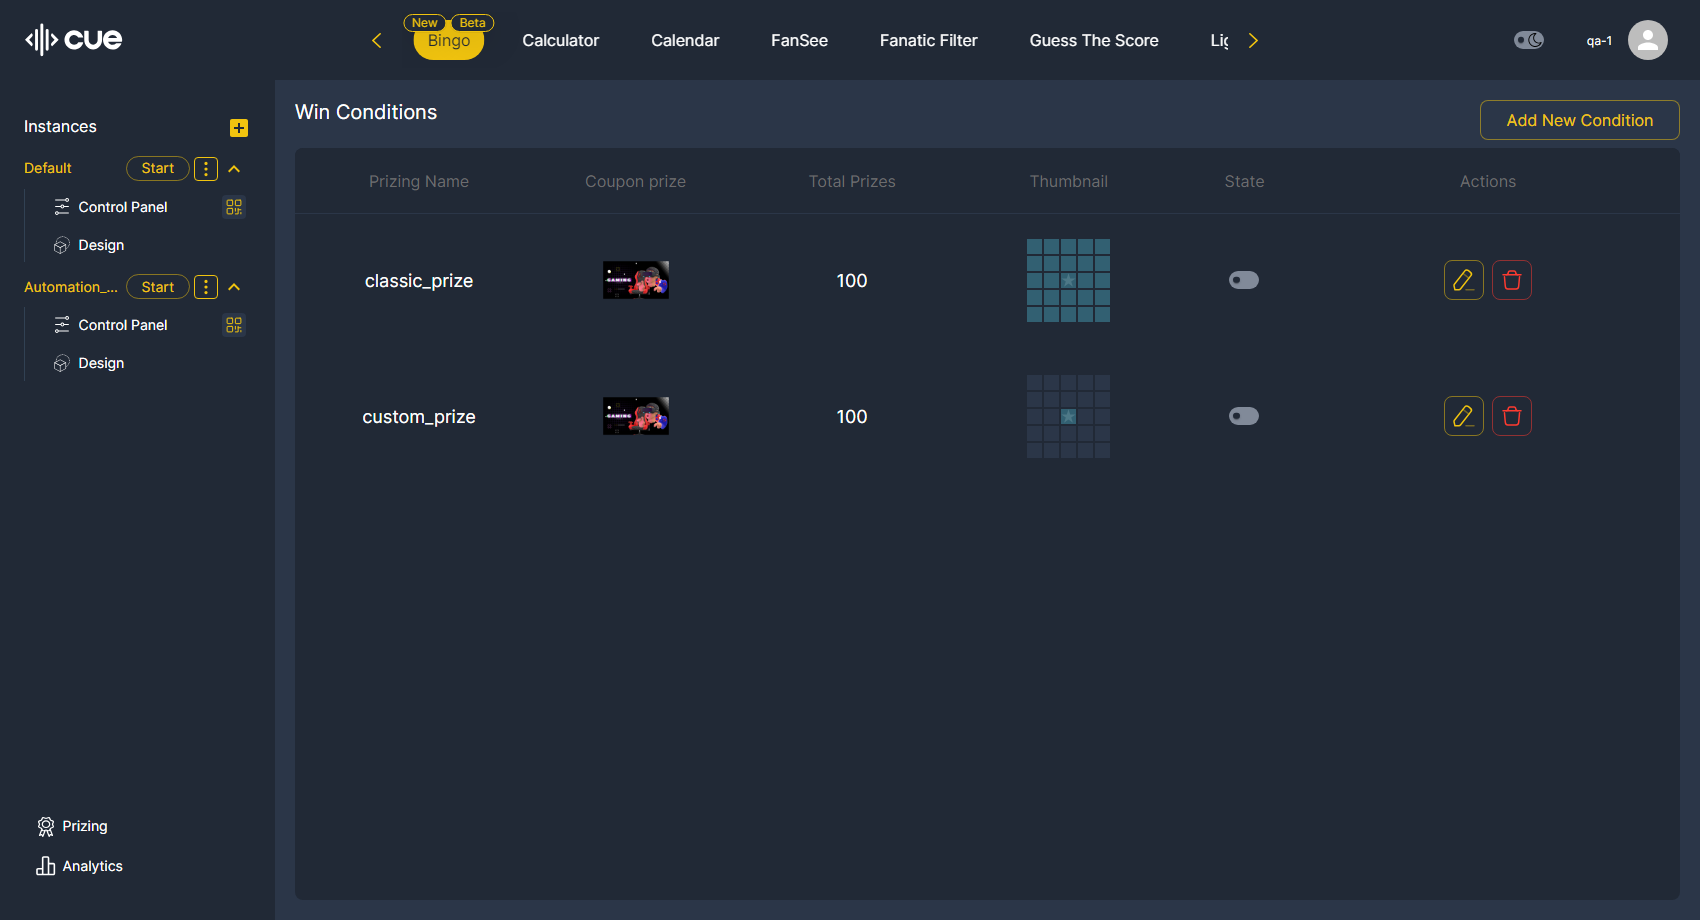 cue
New Beta
Bingo
Calculator
Calendar
FanSee
Fanatic Filter
Guess The Score
Lig
qa-1
Instances
Default
Start
Control Panel
Design
Automation_...
Start
Control Panel
Design
Prizing
Analytics
Win Conditions
Add New Condition
Prizing Name Coupon prize Total Prizes Thumbnail State Actions
classic_prize GAMING 100
custom_prize GAMING 100